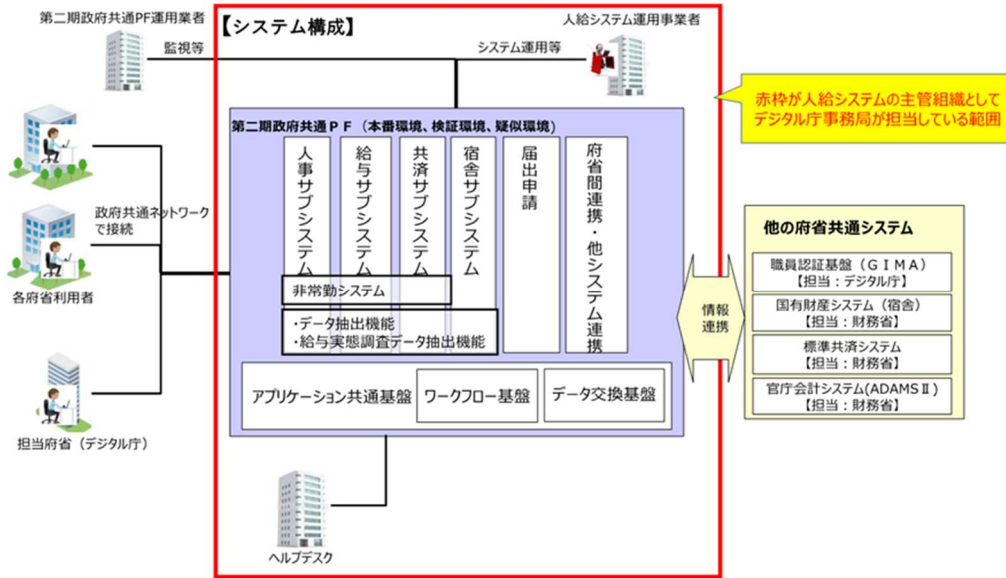 第二期政府共通PF運用業者
監視等
【システム構成】
人給システム運用事業者
システム運用等
赤枠が人給システムの主管組織として
デジタル庁事務局が担当している範囲
第二期政府共通ＰＦ（本番環境、検証環境、疑似環境)
人事サブシステム
給与サブシステム
共済サブシステム
宿舎サブシステム
届出申請
府省間連携・他システム連携
非常勤システム
・データ抽出機能
・給与実態調査データ抽出機能
アプリケーション共通基盤
ワークフロー基盤
データ交換基盤
政府共通ネットワーク
で接続
各府省利用者
担当府省（デジタル庁）
ヘルプデスク
情報
連携
他の府省共通システム
職員認証基盤（ＧＩＭＡ）
【担当：デジタル庁】
国有財産システム（宿舎）
【担当：財務省】
標準共済システム
【担当：財務省】
官庁会計システム(ADAMSⅡ)
【担当：財務省】